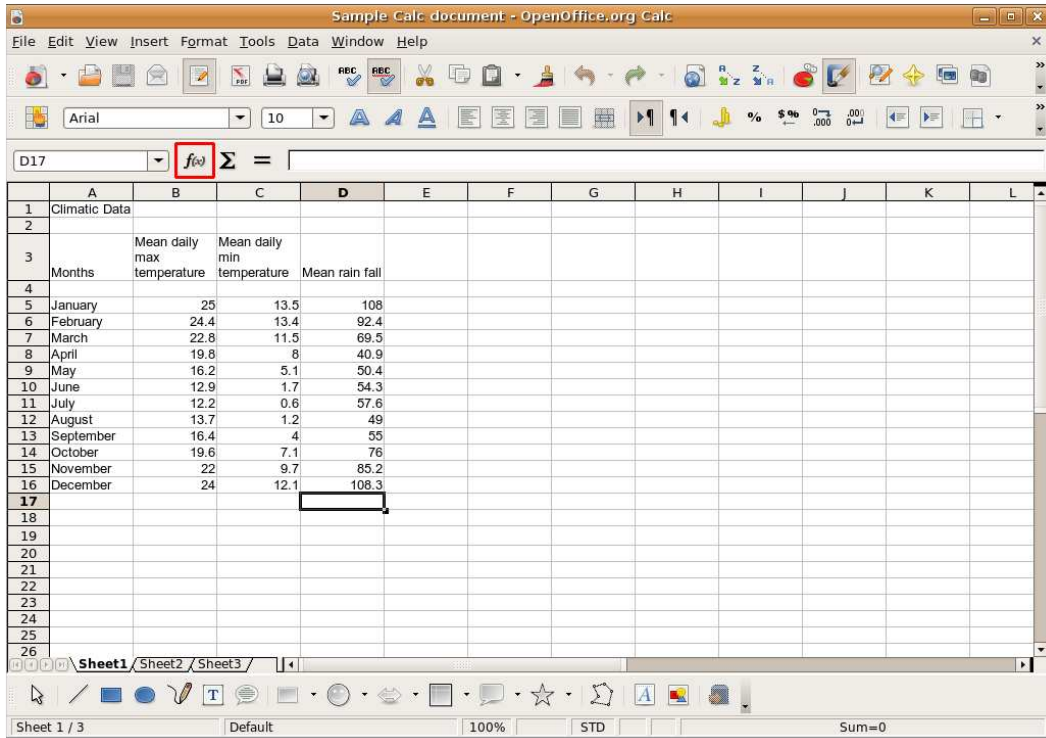 Sample Calc document - OpenOffice.org Calc
File Edit View Insert Format Tools Data Window Help
Arial 10
D17 f(x) Σ =
A B C D E F G H I J K L
1 Climatic Data
2
3 Months Mean daily max temperature Mean daily min temperature Mean rain fall
4
5 January 25 13.5 108
6 February 24.4 13.4 92.4
7 March 22.8 11.5 69.5
8 April 19.8 8 40.9
9 May 16.2 5.1 50.4
10 June 12.9 1.7 54.3
11 July 12.2 0.6 57.6
12 August 13.7 1.2 49
13 September 16.4 4 55
14 October 19.6 7.1 76
15 November 22 9.7 85.2
16 December 24 12.1 108.3
17
18
19
20
21
22
23
24
25
26
Sheet1 Sheet2 Sheet3
Sheet 1 / 3 Default 100% STD Sum=0